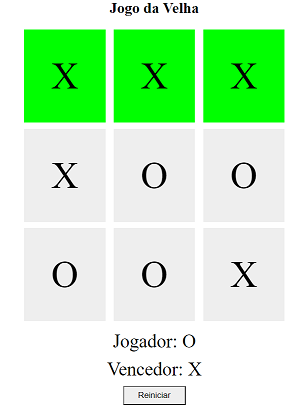 Jogo da Velha
X X X
X O O
O O X
Jogador: O
Vencedor: X
Reiniciar